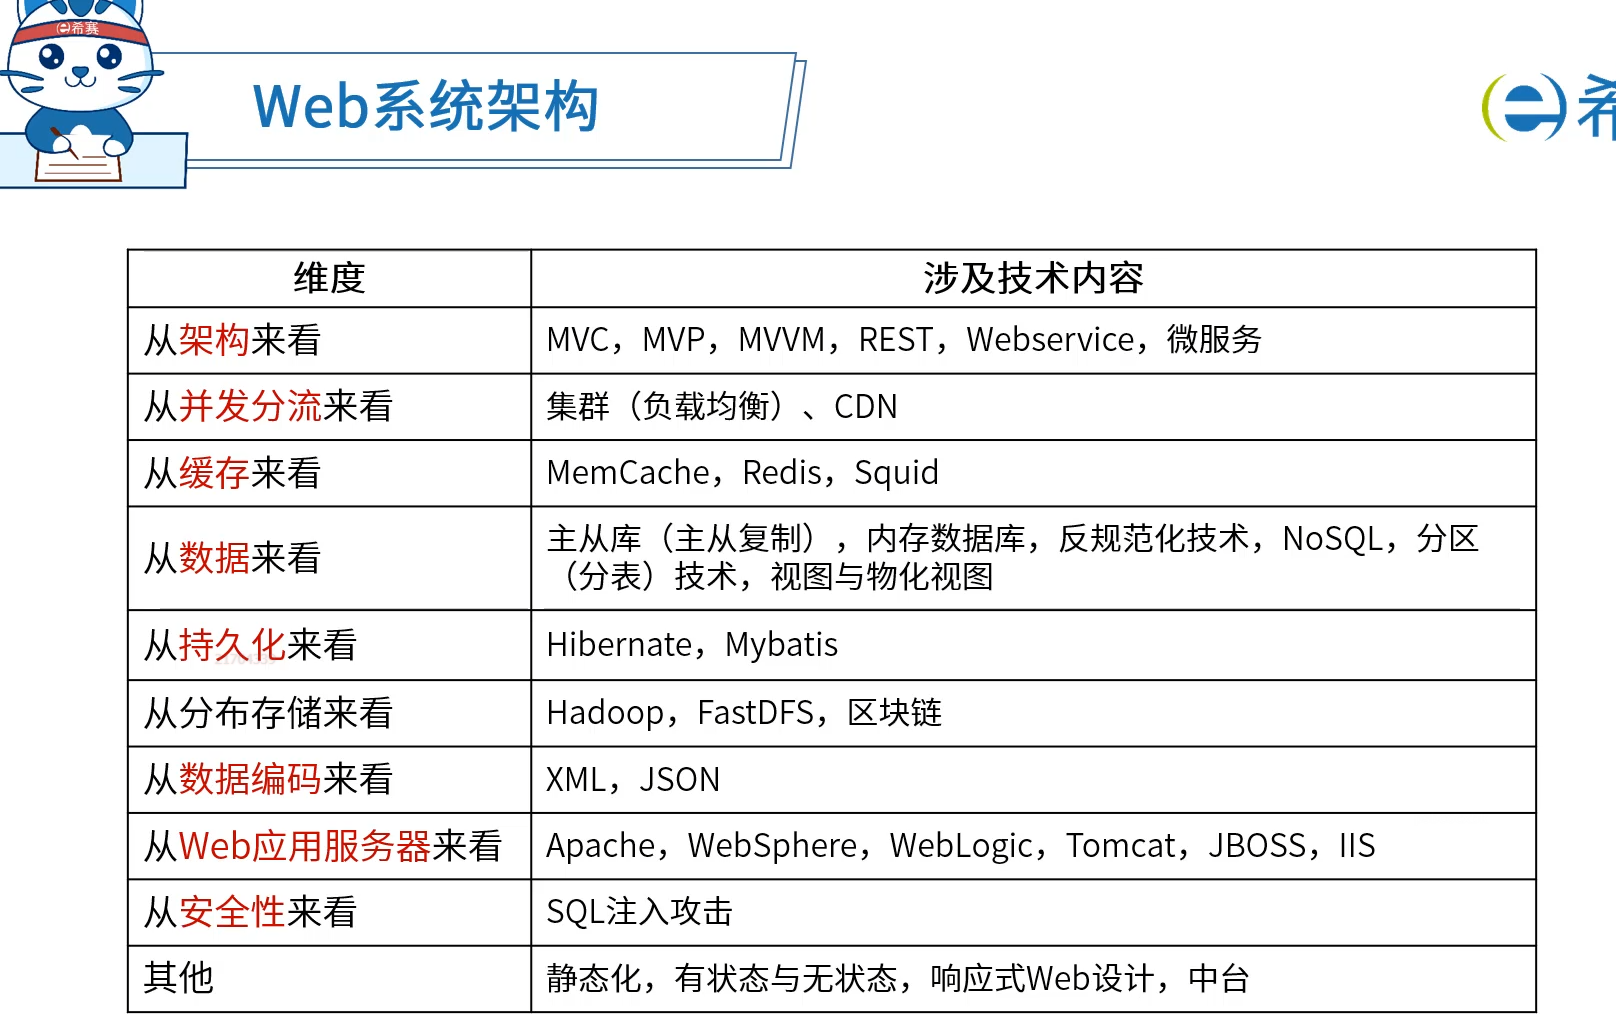 e希赛
Web系统架构
e希
维度
涉及技术内容
从架构来看
MVC，MVP，MVVM，REST，Webservice，微服务
从并发分流来看
集群（负载均衡）、CDN
从缓存来看
MemCache，Redis，Squid
从数据来看
主从库（主从复制），内存数据库，反规范化技术，NoSQL，分区
（分表）技术，视图与物化视图
从持久化来看
Hibernate，Mybatis
从分布存储来看
Hadoop，FastDFS，区块链
从数据编码来看
XML，JSON
从Web应用服务器来看
Apache，WebSphere，WebLogic，Tomcat，JBOSS，IIS
从安全性来看
SQL注入攻击
其他
静态化，有状态与无状态，响应式Web设计，中台